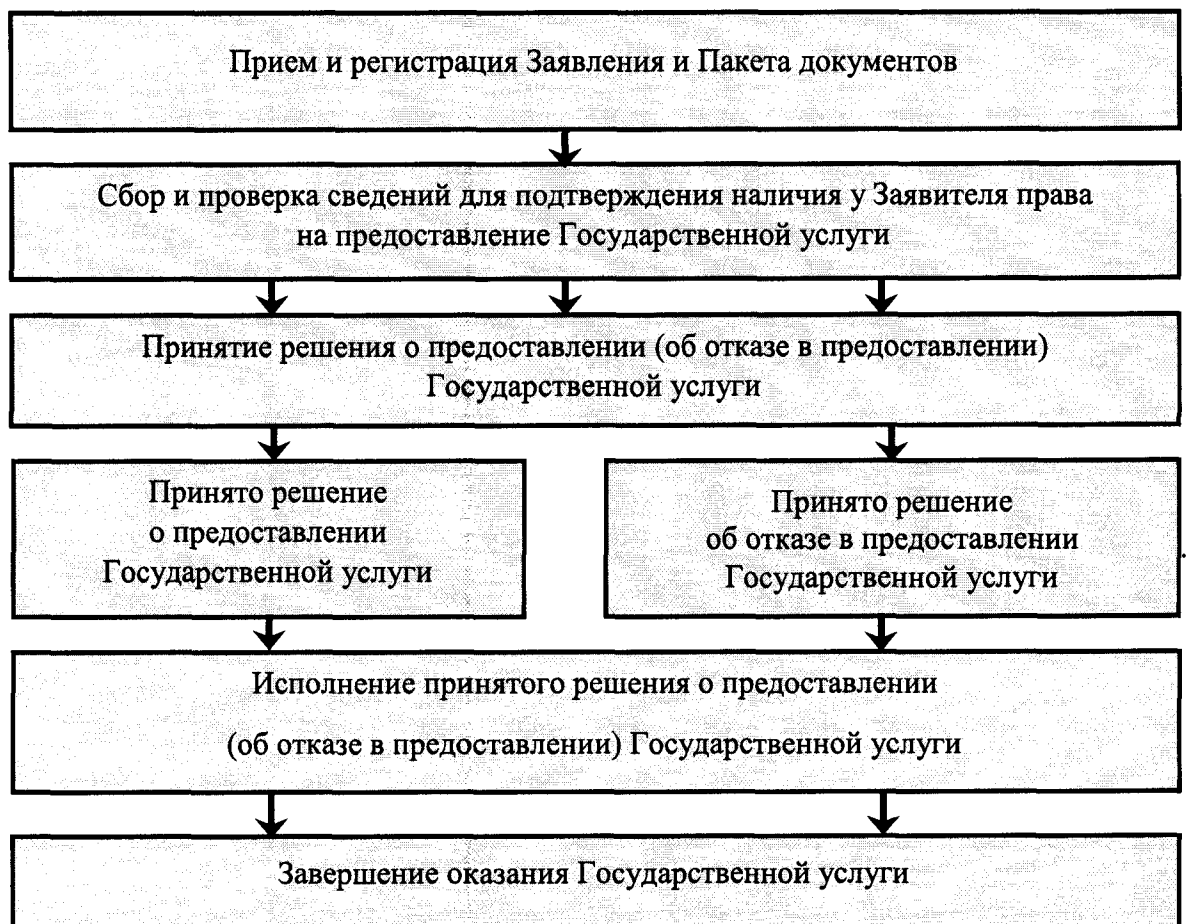 Прием и регистрация Заявления и Пакета документов
Сбор и проверка сведений для подтверждения наличия у Заявителя права
на предоставление Государственной услуги
Принятие решения о предоставлении (об отказе в предоставлении)
Государственной услуги
Принято решение
о предоставлении
Государственной услуги
Принято решение
об отказе в предоставлении
Государственной услуги
Исполнение принятого решения о предоставлении
(об отказе в предоставлении) Государственной услуги
Завершение оказания Государственной услуги